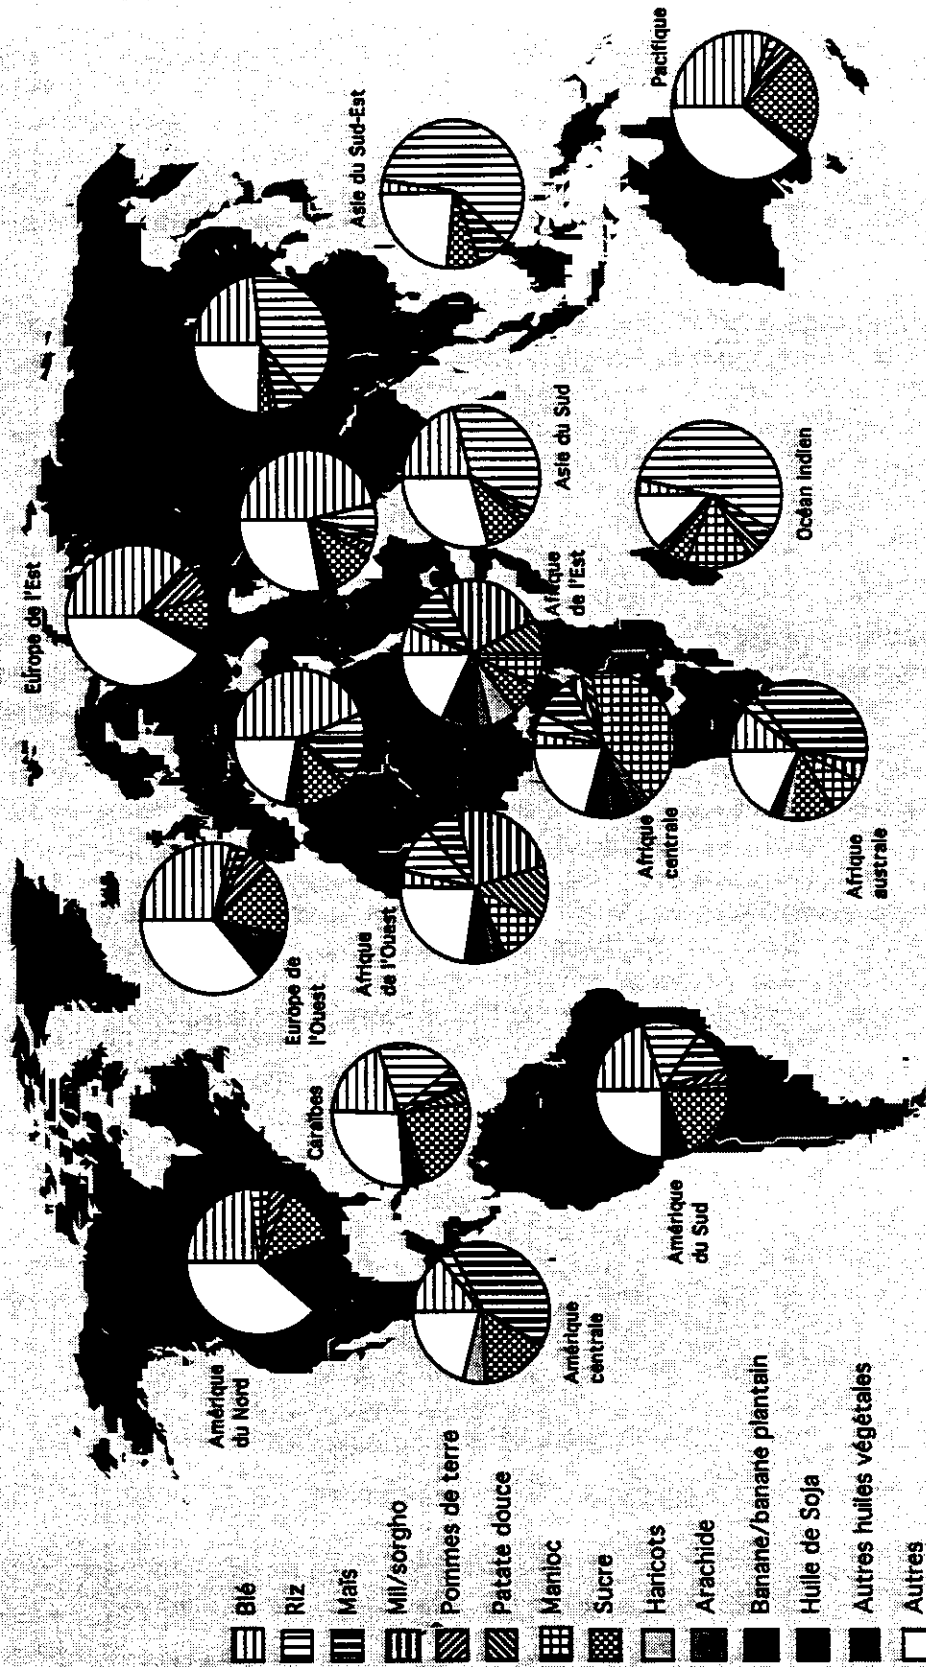 Amérique
du Nord
Amérique
centrale
Caraïbes
Amérique
du Sud
Europe de
l'Ouest
Europe de l'Est
Afrique
de l'Ouest
Afrique
centrale
Afrique
de l'Est
Afrique
australe
Asie du Sud
Océan indien
Asie du Sud-Est
Pacifique
Blé
Riz
Maïs
Mil/sorgho
Pommes de terre
Patate douce
Manioc
Sucre
Haricots
Arachide
Banane/banane plantain
Huile de Soja
Autres huiles végétales
Autres